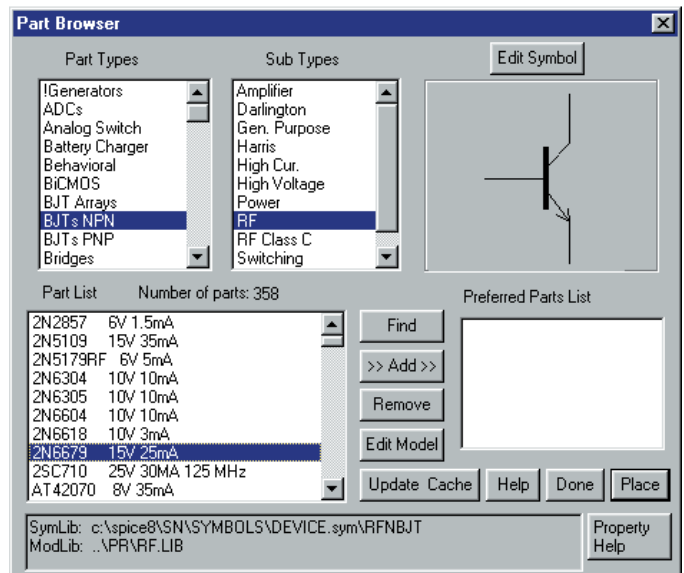 Part Browser
Part Types
Sub Types
Edit Symbol
!Generators
ADCs
Analog Switch
Battery Charger
Behavioral
BiCMOS
BJT Arrays
BJTs NPN
BJTs PNP
Bridges
Amplifier
Darlington
Gen. Purpose
Harris
High Cur.
High Voltage
Power
RF
RF Class C
Switching
Part List
Number of parts: 358
Preferred Parts List
2N2857 6V 1.5mA
2N5109 15V 35mA
2N5179RF 6V 5mA
2N6304 10V 10mA
2N6305 10V 10mA
2N6604 10V 10mA
2N6618 10V 3mA
2N6679 15V 25mA
2SC710 25V 30MA 125 MHz
AT42070 8V 35mA
Find
>> Add >>
Remove
Edit Model
Update Cache
Help
Done
Place
SymLib: c:\spice8\SN\SYMBOLS\DEVICE.sym\RFNBJT
ModLib: ..\PR\RF.LIB
Property
Help